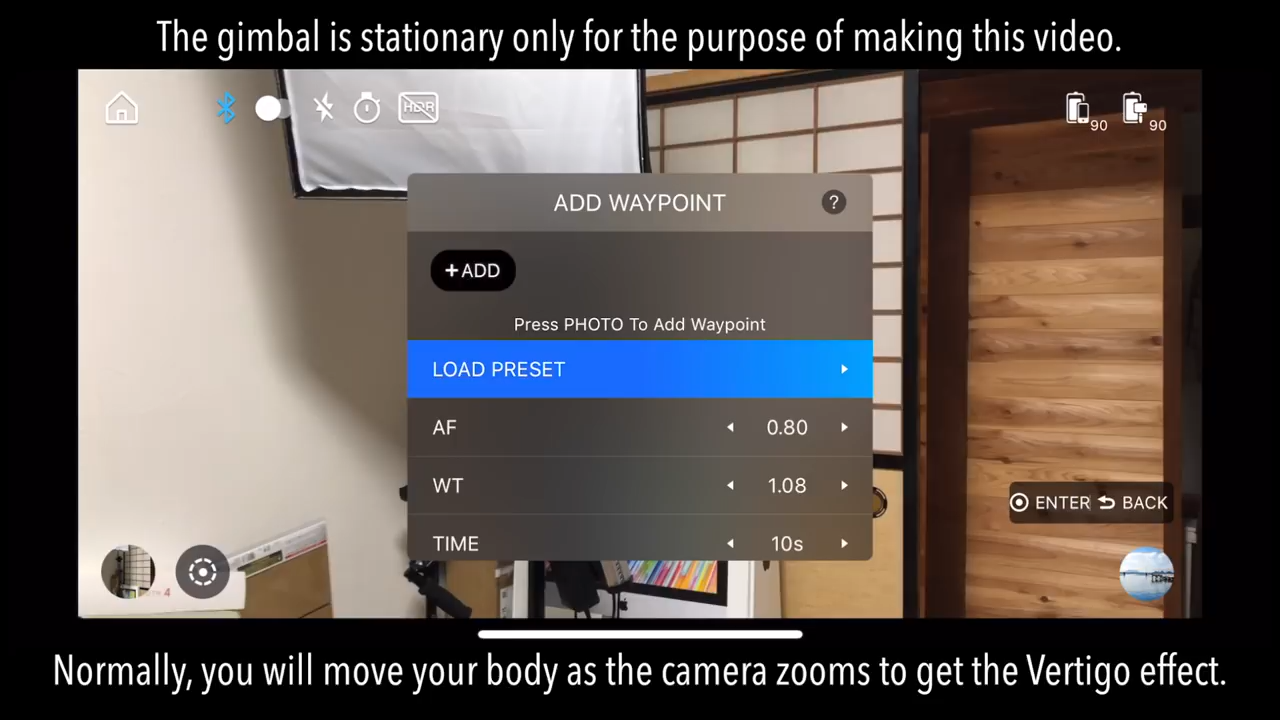 The gimbal is stationary only for the purpose of making this video.
HDR
90
90
ADD WAYPOINT
?
+ADD
Press PHOTO To Add Waypoint
LOAD PRESET
AF 0.80
WT 1.08
ENTER BACK
TIME 10s
4
Normally, you will move your body as the camera zooms to get the Vertigo effect.